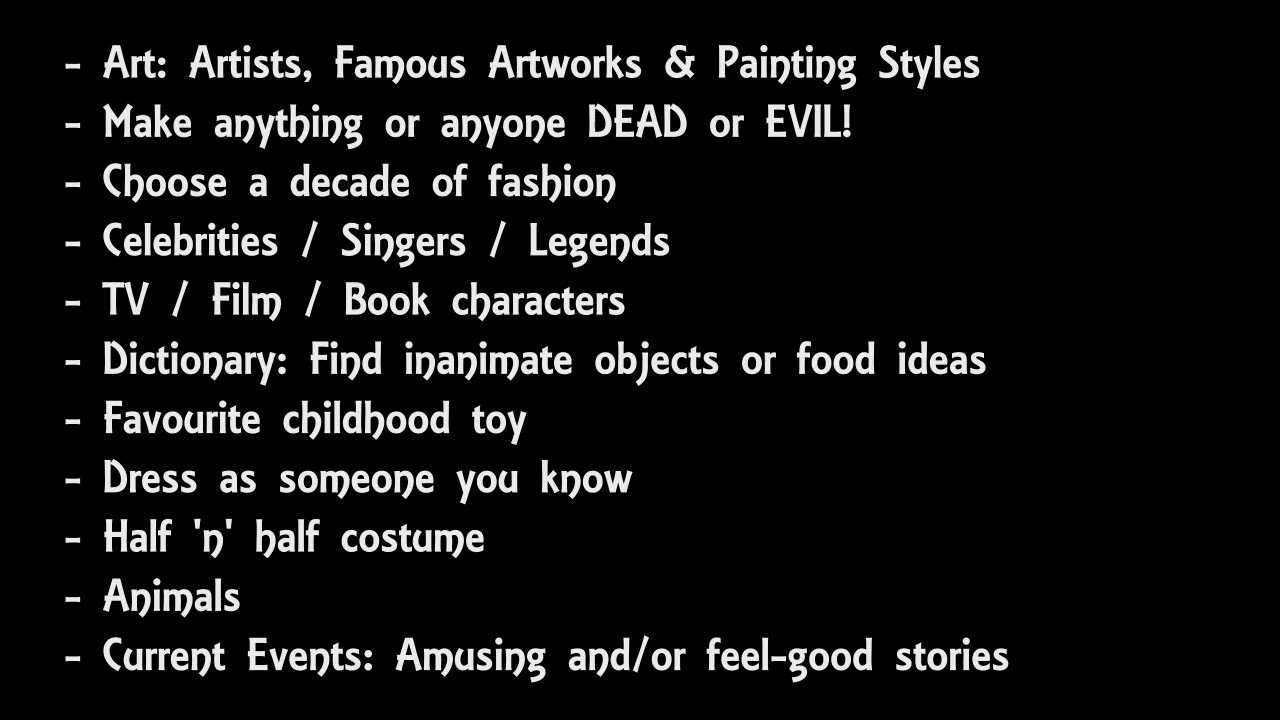 - Art: Artists, Famous Artworks & Painting Styles
- Make anything or anyone DEAD or EVIL!
- Choose a decade of fashion
- Celebrities / Singers / Legends
- TV / Film / Book characters
- Dictionary: Find inanimate objects or food ideas
- Favourite childhood toy
- Dress as someone you know
- Half 'n' half costume
- Animals
- Current Events: Amusing and/or feel-good stories